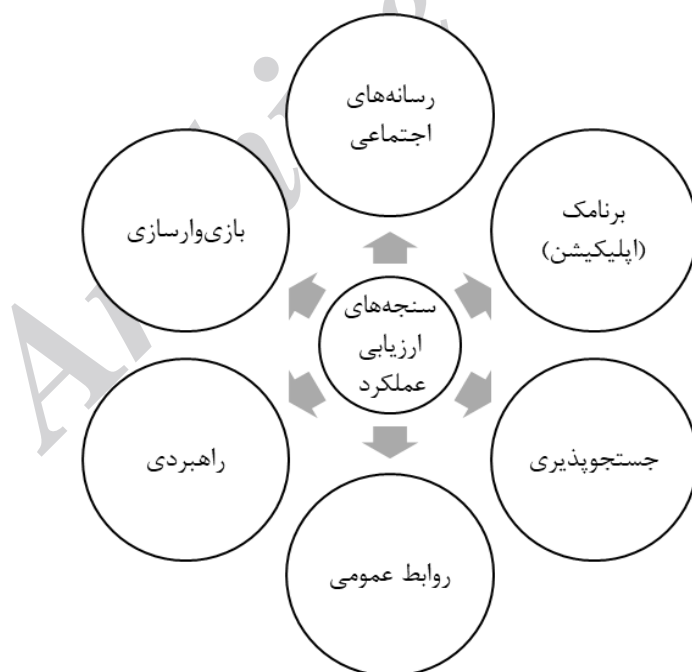 رسانه‌های
اجتماعی
برنامک
(اپلیکیشن)
بازی‌وارسازی
سنجه‌های
ارزیابی
عملکرد
جستجوپذیری
راهبردی
روابط عمومی